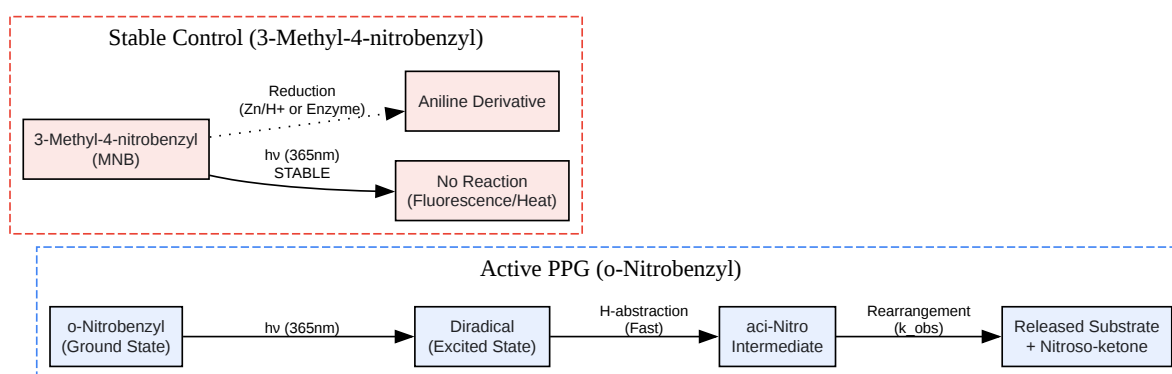 Stable Control (3-Methyl-4-nitrobenzyl)
Reduction
(Zn/H+ or Enzyme)
Aniline Derivative
3-Methyl-4-nitrobenzyl
(MNB)
hν (365nm)
STABLE
No Reaction
(Fluorescence/Heat)
Active PPG (o-Nitrobenzyl)
o-Nitrobenzyl
(Ground State)
hν (365nm)
Diradical
(Excited State)
H-abstraction
(Fast)
aci-Nitro
Intermediate
Rearrangement
(k_obs)
Released Substrate
+ Nitroso-ketone